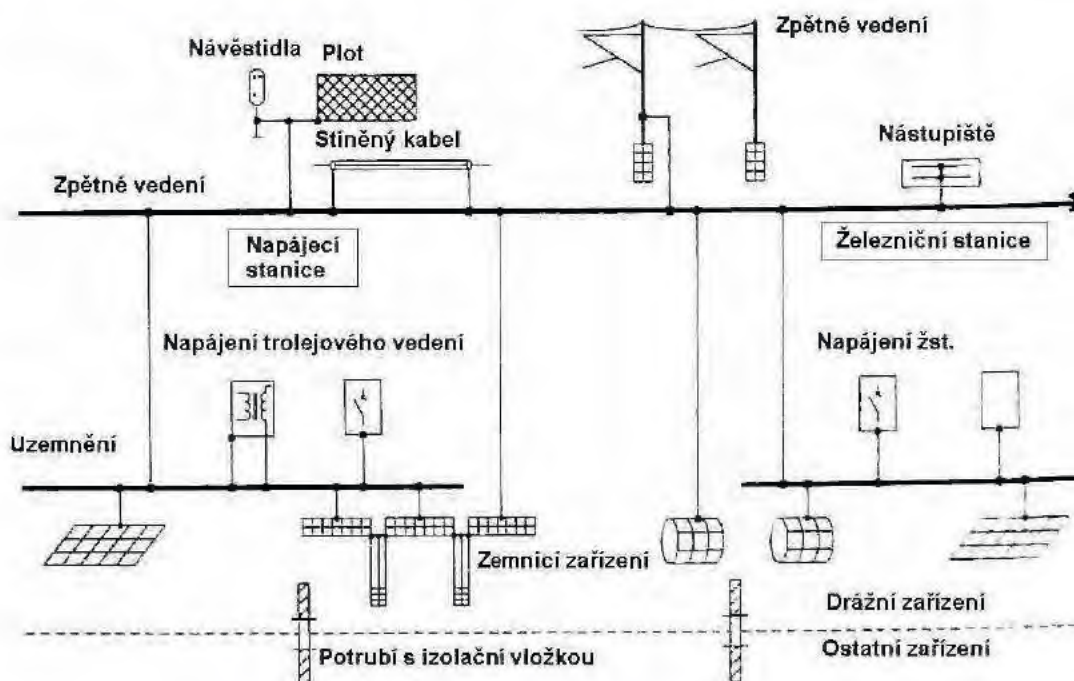 Zpětné vedení
Návěstidla
Plot
Stíněný kabel
Nástupiště
Zpětné vedení
Napájecí
stanice
Železniční stanice
Napájení trolejového vedení
Napájení žst.
Uzemnění
Zemnicí zařízení
Drážní zařízení
Potrubí s izolační vložkou
Ostatní zařízení